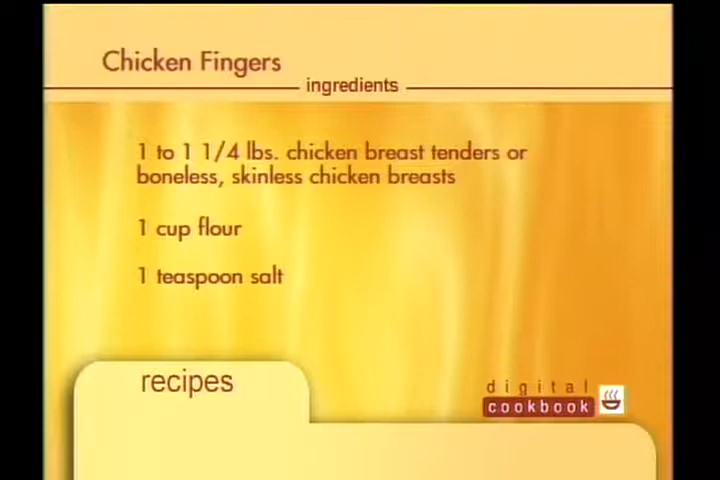 Chicken Fingers
ingredients
1 to 1 1/4 lbs. chicken breast tenders or
boneless, skinless chicken breasts
1 cup flour
1 teaspoon salt
recipes
digital
cookbook